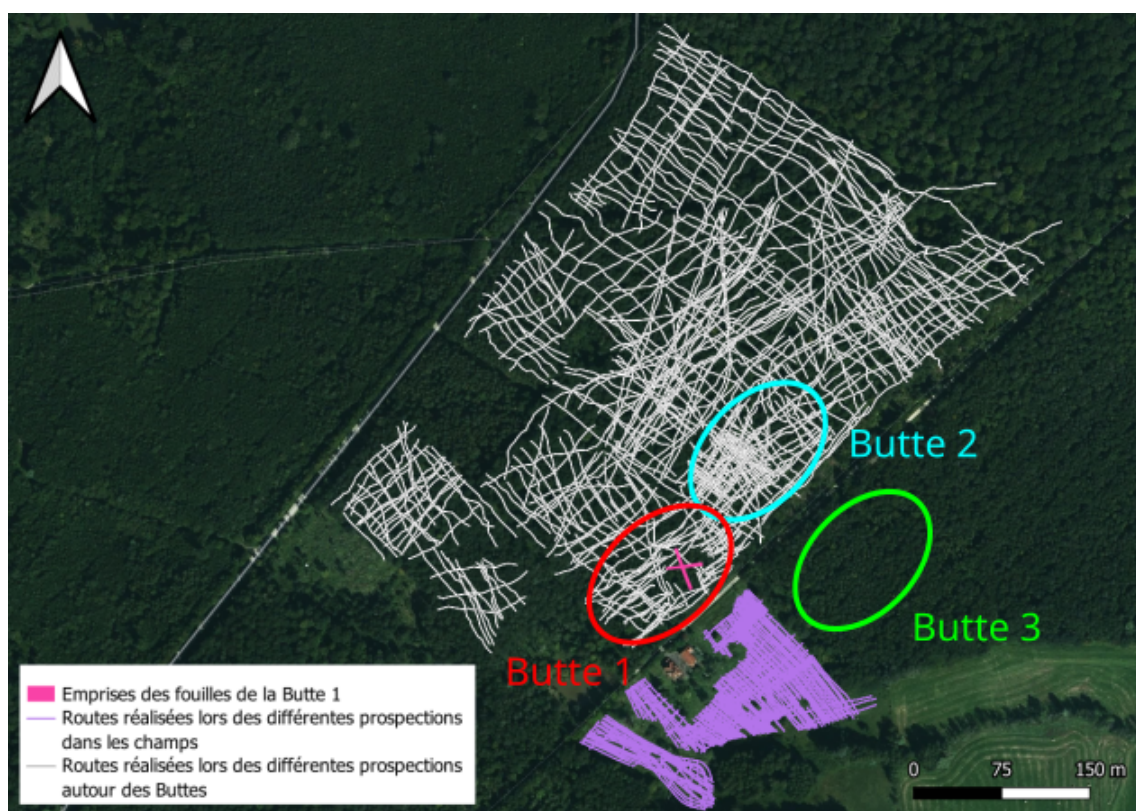 Butte 2
Butte 3
Butte 1
Emprises des fouilles de la Butte 1
Routes réalisées lors des différentes prospections
dans les champs
Routes réalisées lors des différentes prospections
autour des Buttes
0 75 150 m